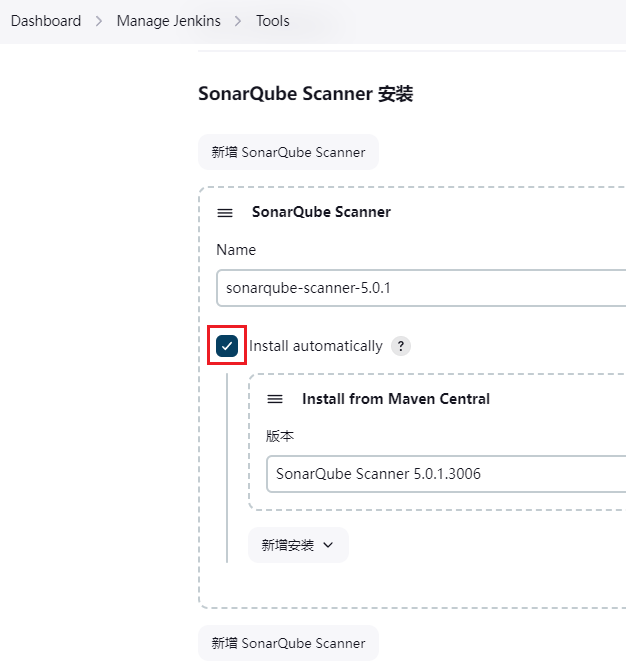 Dashboard > Manage Jenkins > Tools
SonarQube Scanner 安装
新增 SonarQube Scanner
SonarQube Scanner
Name
sonarqube-scanner-5.0.1
Install automatically ?
Install from Maven Central
版本
SonarQube Scanner 5.0.1.3006
新增安装
新增 SonarQube Scanner